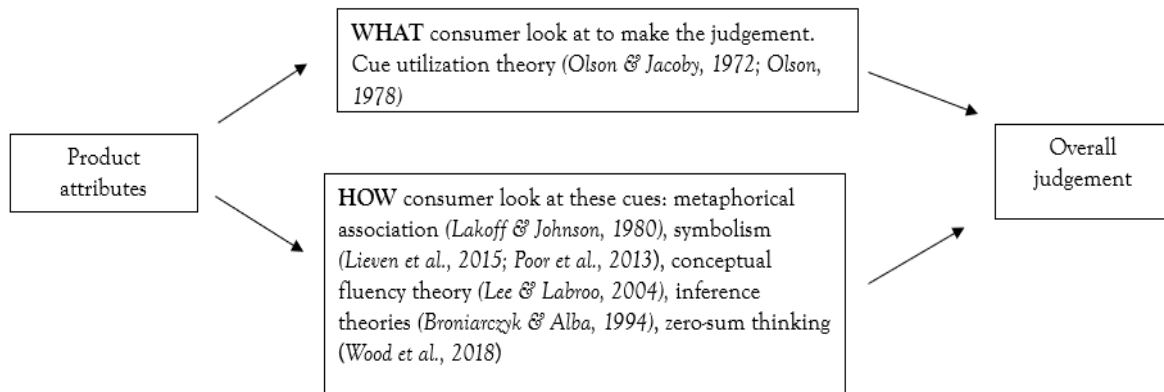 WHAT consumer look at to make the judgement.
Cue utilization theory (Olson & Jacoby, 1972; Olson,
1978)
Product
attributes
Overall
judgement
HOW consumer look at these cues: metaphorical
association (Lakoff & Johnson, 1980), symbolism
(Lieven et al., 2015; Poor et al., 2013), conceptual
fluency theory (Lee & Labroo, 2004), inference
theories (Broniarczyk & Alba, 1994), zero-sum thinking
(Wood et al., 2018)